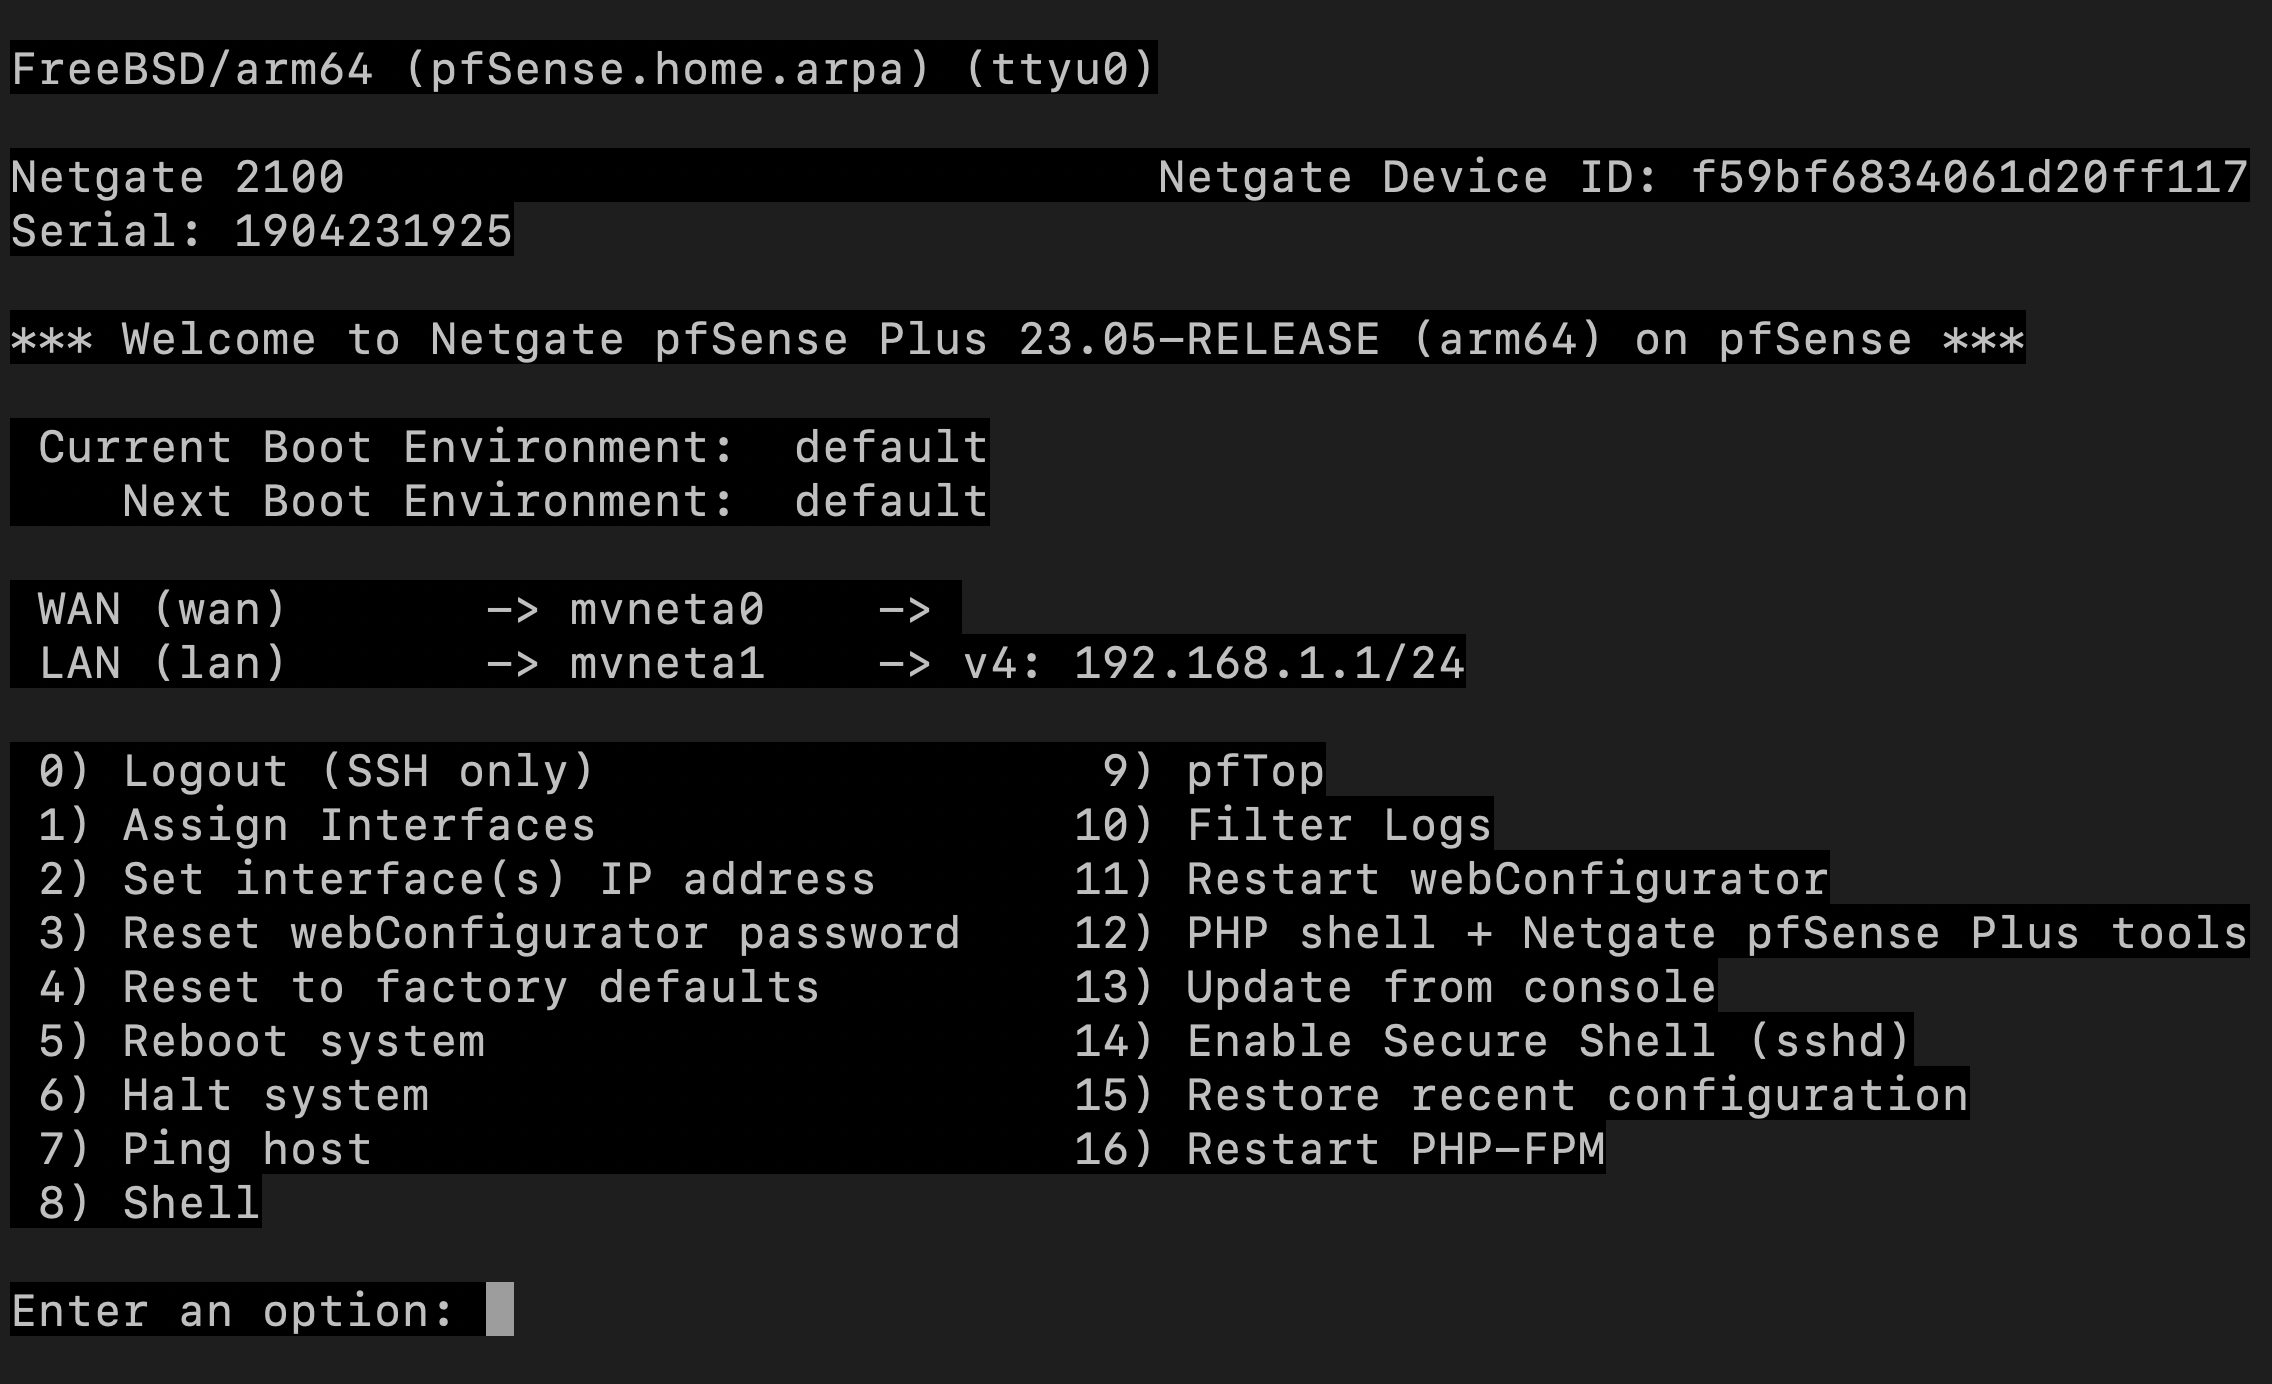 FreeBSD/arm64 (pfSense.home.arpa) (ttyu0)
Netgate 2100                             Netgate Device ID: f59bf6834061d20ff117
Serial: 1904231925
*** Welcome to Netgate pfSense Plus 23.05-RELEASE (arm64) on pfSense ***
 Current Boot Environment:  default
    Next Boot Environment:  default
 WAN (wan)       -> mvneta0    ->
 LAN (lan)       -> mvneta1    -> v4: 192.168.1.1/24
 0) Logout (SSH only)                  9) pfTop
 1) Assign Interfaces                 10) Filter Logs
 2) Set interface(s) IP address       11) Restart webConfigurator
 3) Reset webConfigurator password    12) PHP shell + Netgate pfSense Plus tools
 4) Reset to factory defaults         13) Update from console
 5) Reboot system                     14) Enable Secure Shell (sshd)
 6) Halt system                       15) Restore recent configuration
 7) Ping host                         16) Restart PHP-FPM
 8) Shell
Enter an option: